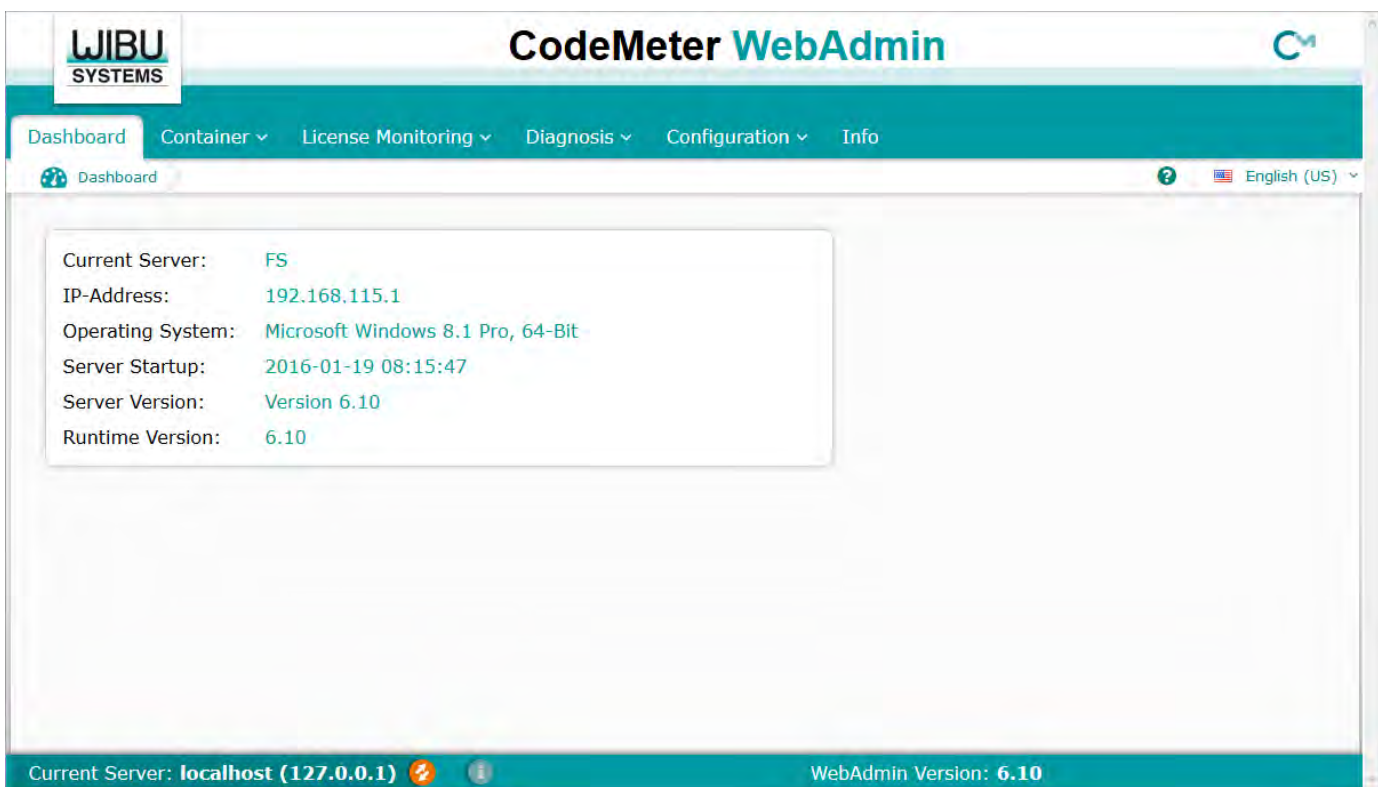 WIBU
SYSTEMS
CodeMeter WebAdmin
CM
Dashboard Container License Monitoring Diagnosis Configuration Info
Dashboard ? English (US)
Current Server: FS
IP-Address: 192.168.115.1
Operating System: Microsoft Windows 8.1 Pro, 64-Bit
Server Startup: 2016-01-19 08:15:47
Server Version: Version 6.10
Runtime Version: 6.10
Current Server: localhost (127.0.0.1) i WebAdmin Version: 6.10